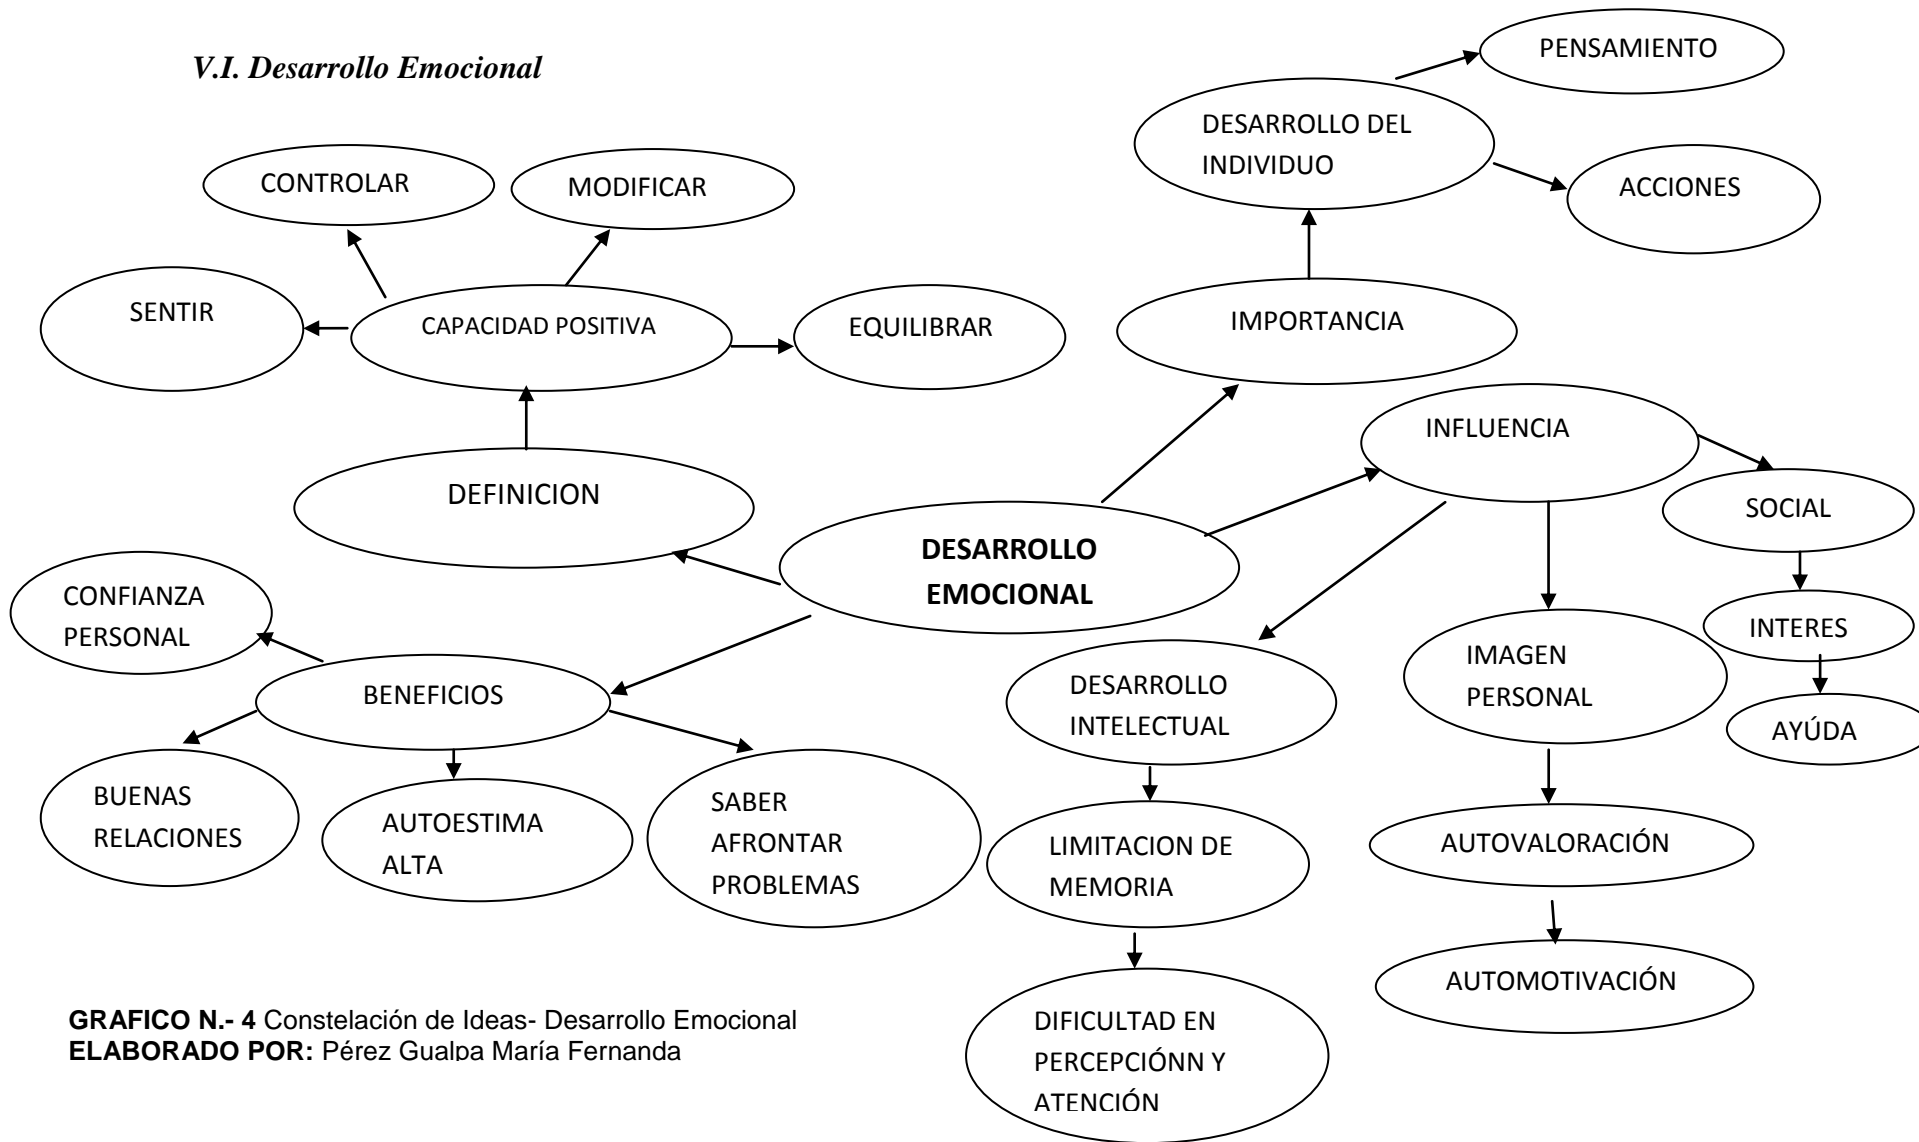 V.I. Desarrollo Emocional
PENSAMIENTO
DESARROLLO DEL
INDIVIDUO
ACCIONES
CONTROLAR
MODIFICAR
SENTIR
CAPACIDAD POSITIVA
EQUILIBRAR
IMPORTANCIA
INFLUENCIA
DEFINICION
SOCIAL
DESARROLLO
EMOCIONAL
CONFIANZA
PERSONAL
INTERES
IMAGEN
PERSONAL
BENEFICIOS
DESARROLLO
INTELECTUAL
AYÚDA
BUENAS
RELACIONES
AUTOESTIMA
ALTA
SABER
AFRONTAR
PROBLEMAS
LIMITACION DE
MEMORIA
AUTOVALORACIÓN
AUTOMOTIVACIÓN
DIFICULTAD EN
PERCEPCIÓNN Y
ATENCIÓN
GRAFICO N.- 4 Constelación de Ideas- Desarrollo Emocional
ELABORADO POR: Pérez Gualpa María Fernanda